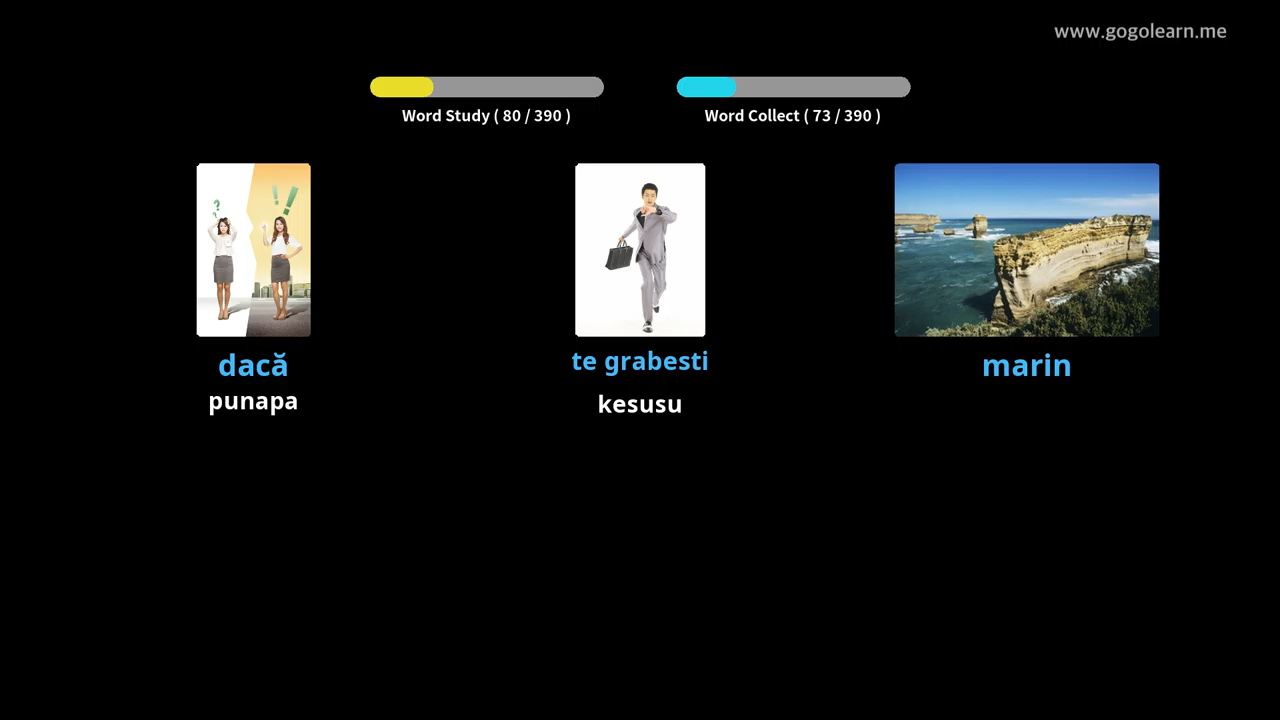 www.gogolearn.me
Word Study ( 80 / 390 )
Word Collect ( 73 / 390 )
dacă
te grabesti
marin
punapa
kesusu